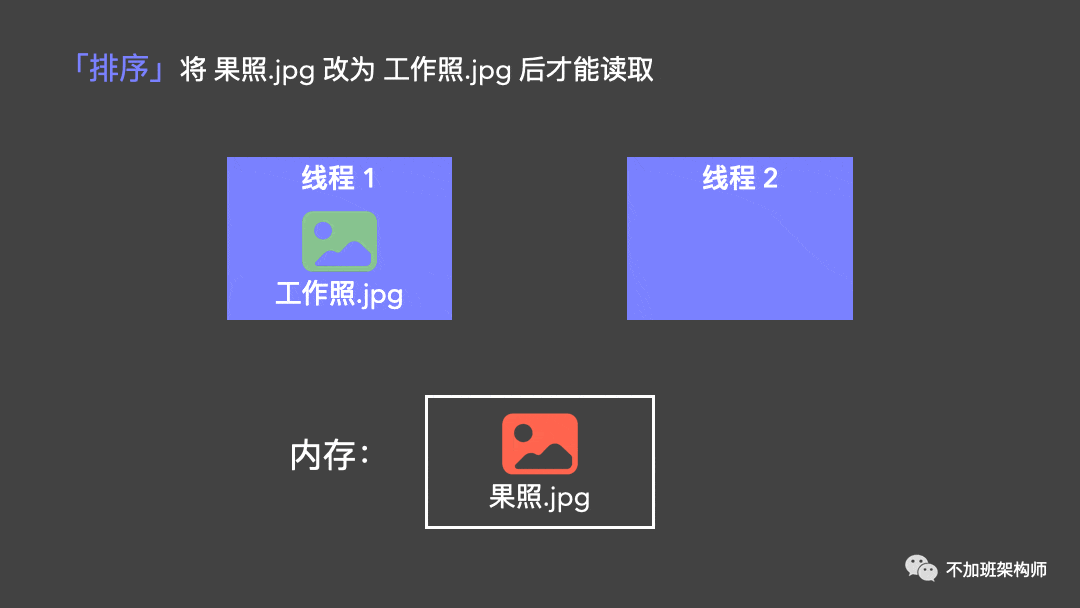 「排序」将 果照.jpg 改为 工作照.jpg 后才能读取
线程 1
线程 2
工作照.jpg
内存：
果照.jpg
不加班架构师